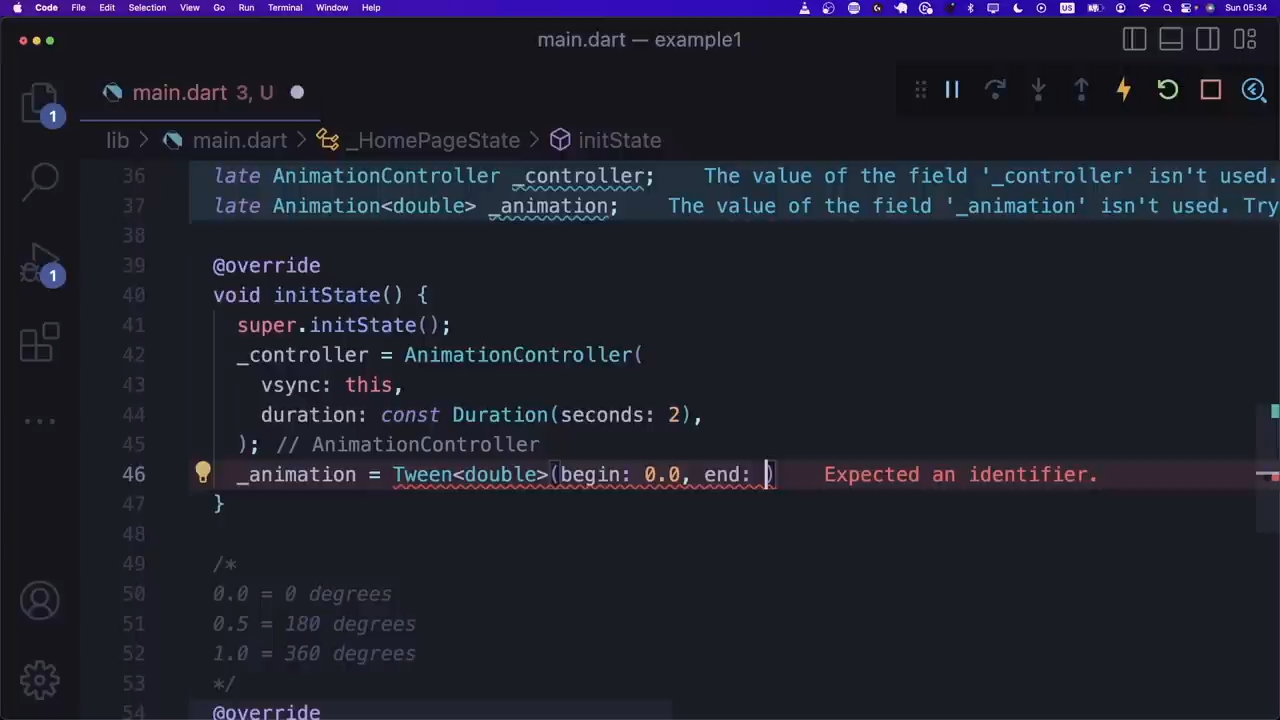 Code File Edit Selection View Go Run Terminal Window Help US Sun 05:34
main.dart — example1
main.dart 3, U
1
lib > main.dart > _HomePageState > initState
36 late AnimationController _controller; The value of the field '_controller' isn't used.
37 late Animation<double> _animation; The value of the field '_animation' isn't used. Try
38
39 @override
1
40 void initState() {
41 super.initState();
42 _controller = AnimationController(
43 vsync: this,
44 duration: const Duration(seconds: 2),
45 ); // AnimationController
46 _animation = Tween<double>(begin: 0.0, end: ) Expected an identifier.
47 }
48
49 /*
50 0.0 = 0 degrees
51 0.5 = 180 degrees
52 1.0 = 360 degrees
53 */
54 @override